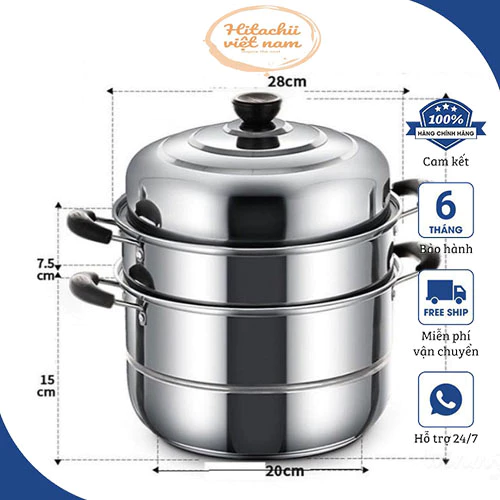 Hitachii
việt nam
28cm
100%
HÀNG CHÍNH HÃNG
Cam kết
6
THÁNG
Bảo hành
7.5
cm
FREE SHIP
Miễn phí
vận chuyển
15
cm
Hỗ trợ 24/7
20cm